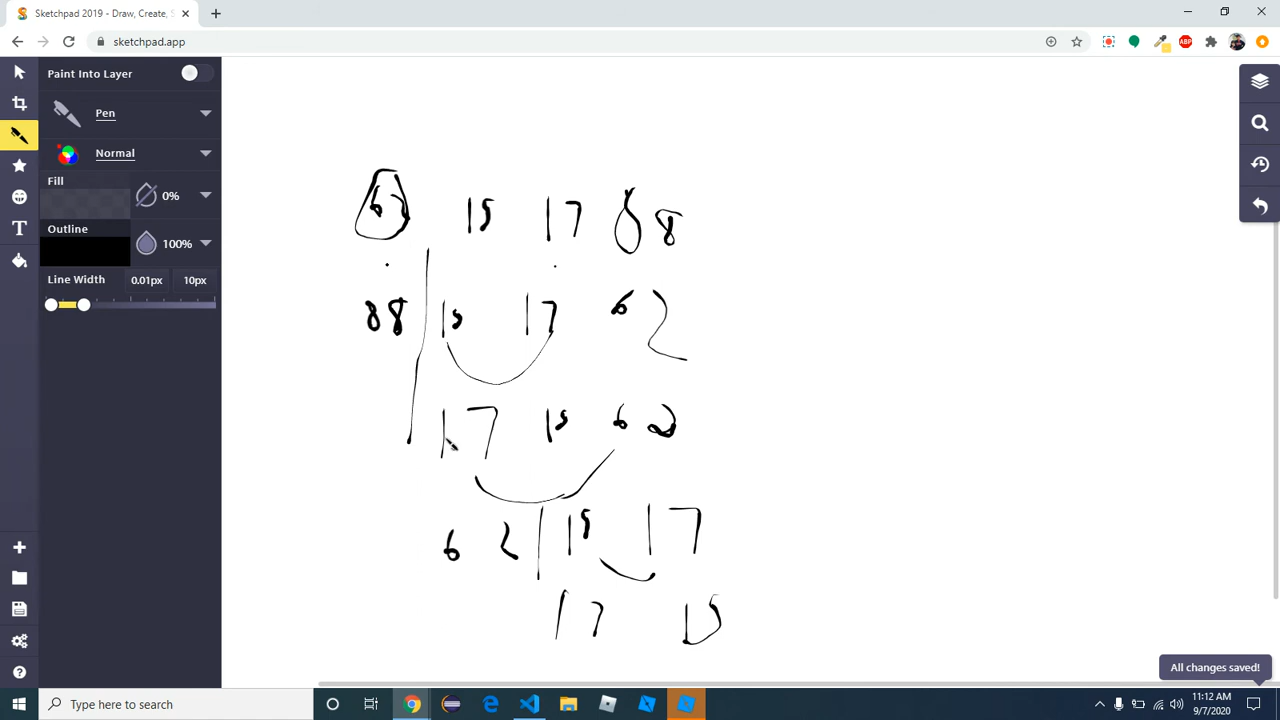 Sketchpad 2019 - Draw, Create, S
sketchpad.app
Paint Into Layer
Pen
Normal
Fill
0%
Outline
100%
Line Width 0.01px 10px
62 15 17 88
88 15 17 62
17 15 62
62 15 17
17 15
All changes saved!
Type here to search
11:12 AM
9/7/2020